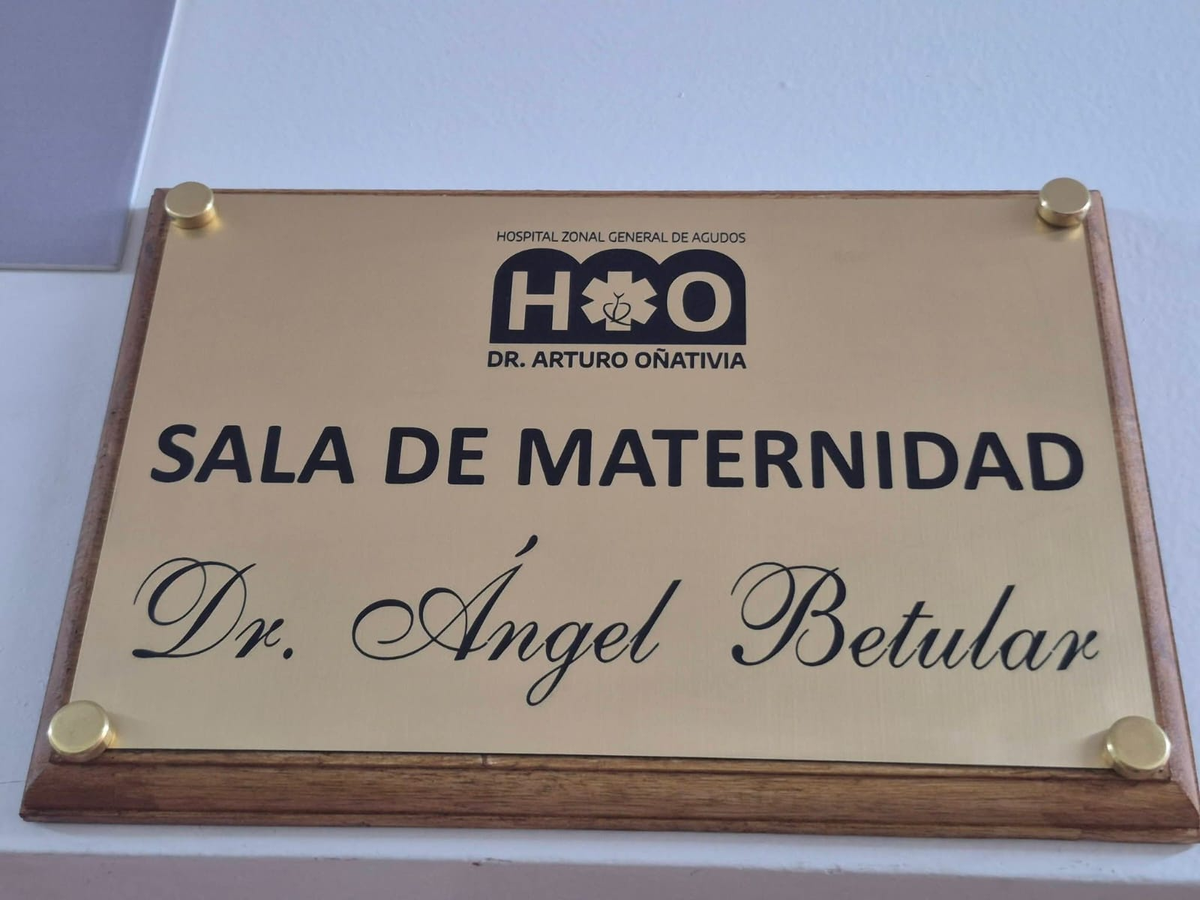 HOSPITAL ZONAL GENERAL DE AGUDOS
HO
DR. ARTURO OÑATIVIA
SALA DE MATERNIDAD
Dr. Ángel Betular